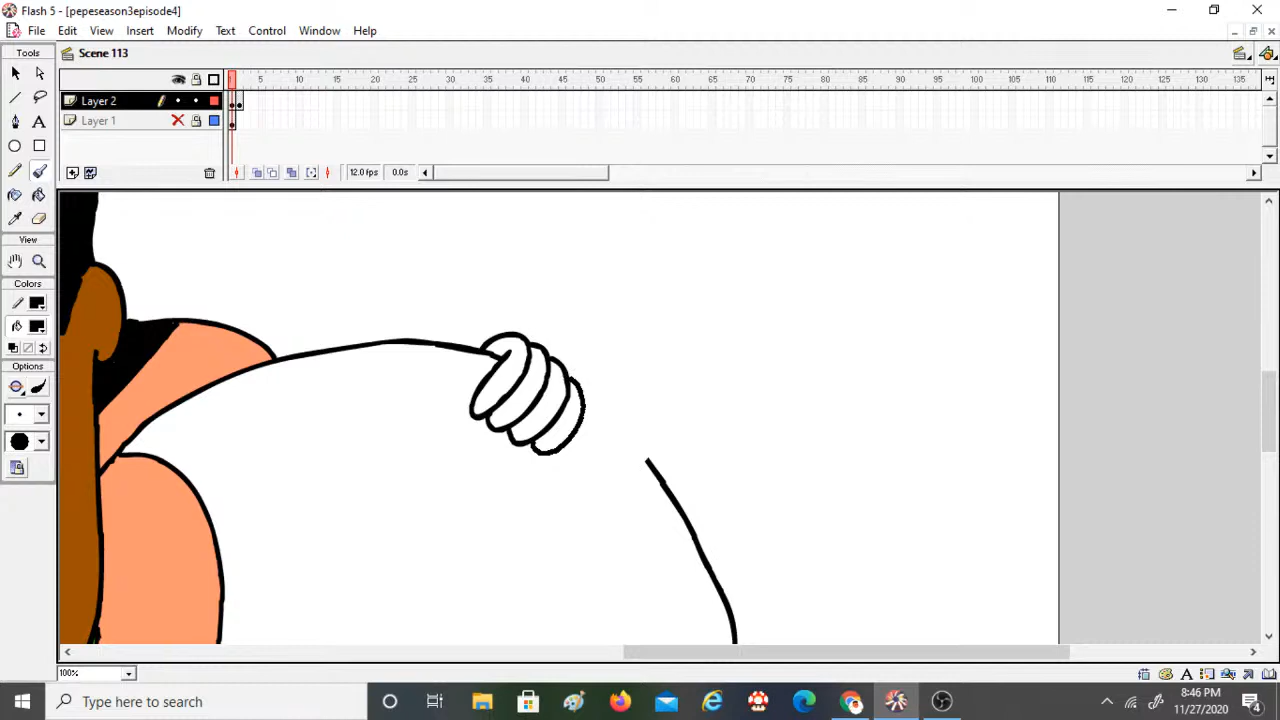 Flash 5 - [pepeseason3episode4]
File Edit View Insert Modify Text Control Window Help
Tools Scene 113
5 10 15 20 25 30 35 40 45 50 55 60 65 70 75 80 85 90 95 100 105 110 115 120 125 130 135
Layer 2
Layer 1
12.0 fps 0.0s
View
Colors
Options
100%
Type here to search
8:46 PM
11/27/2020
4